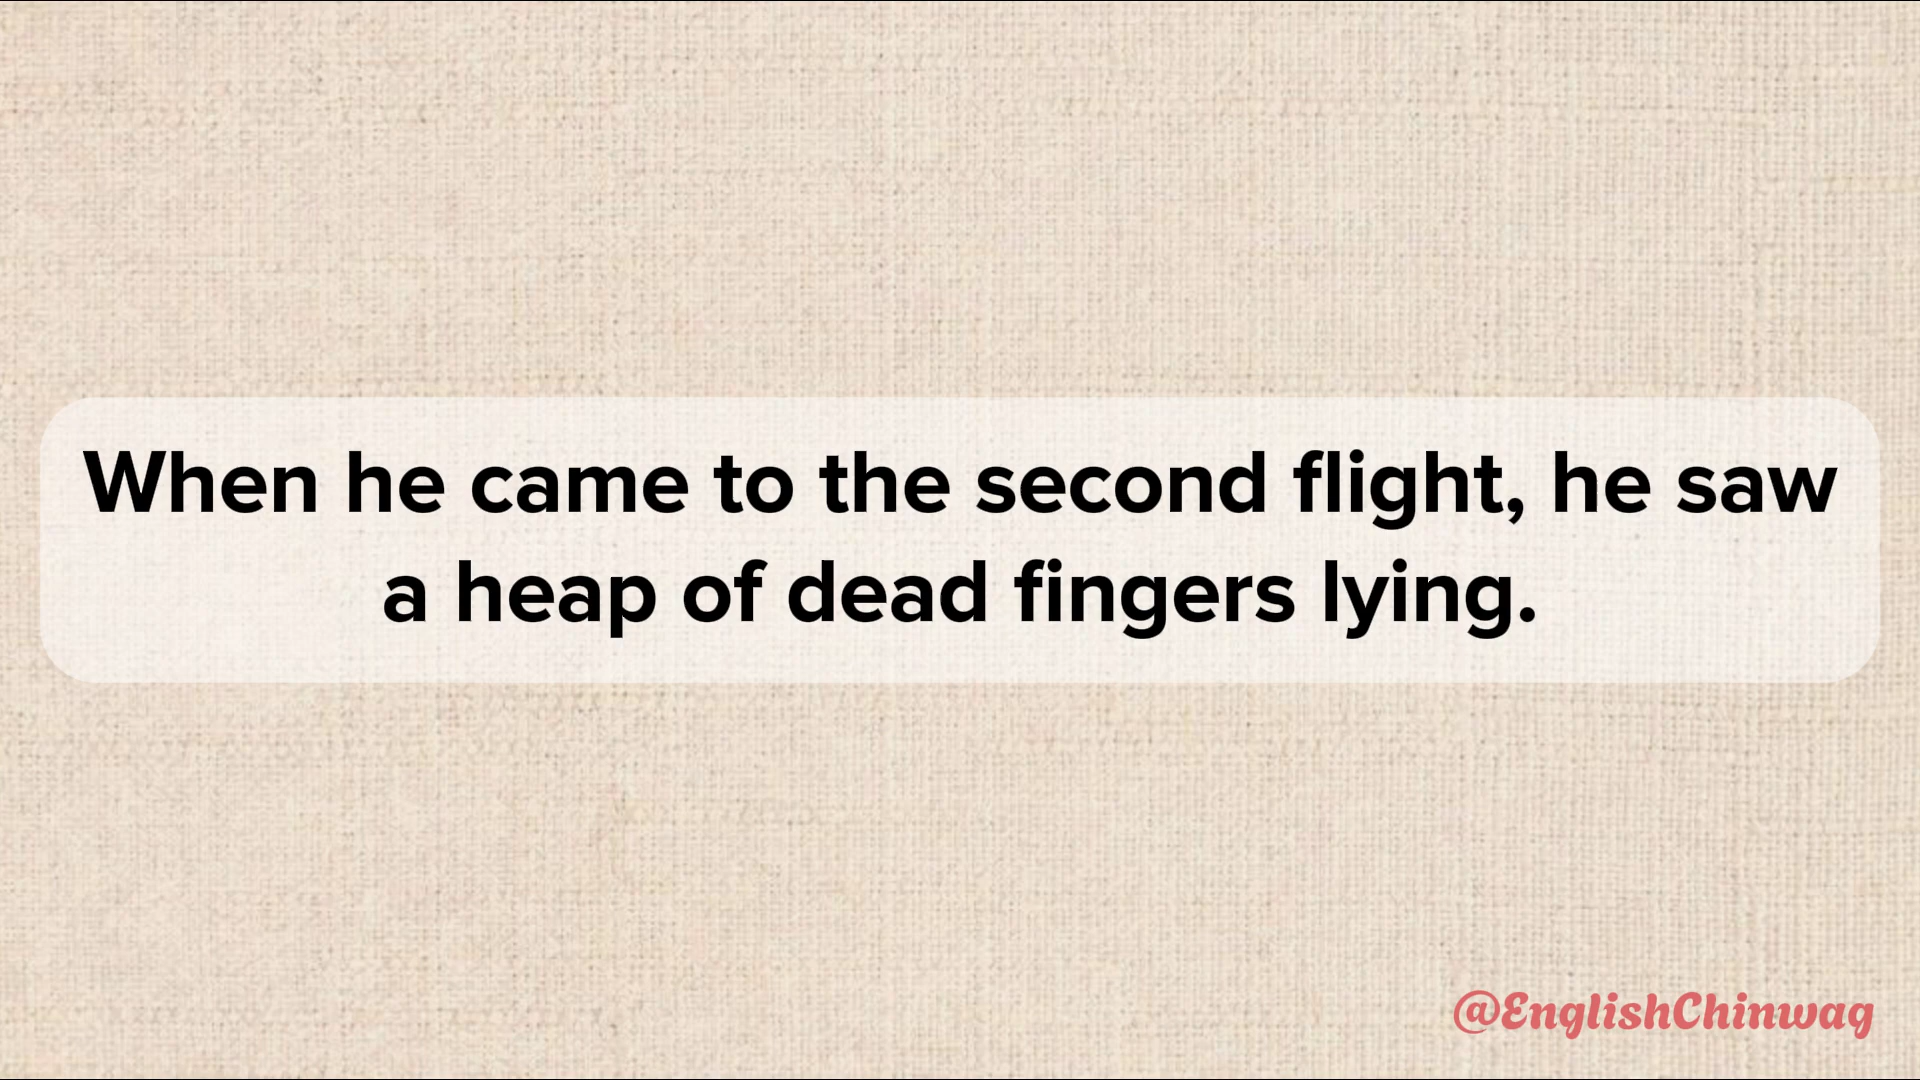 When he came to the second flight, he saw
a heap of dead fingers lying.
@EnglishChinwag